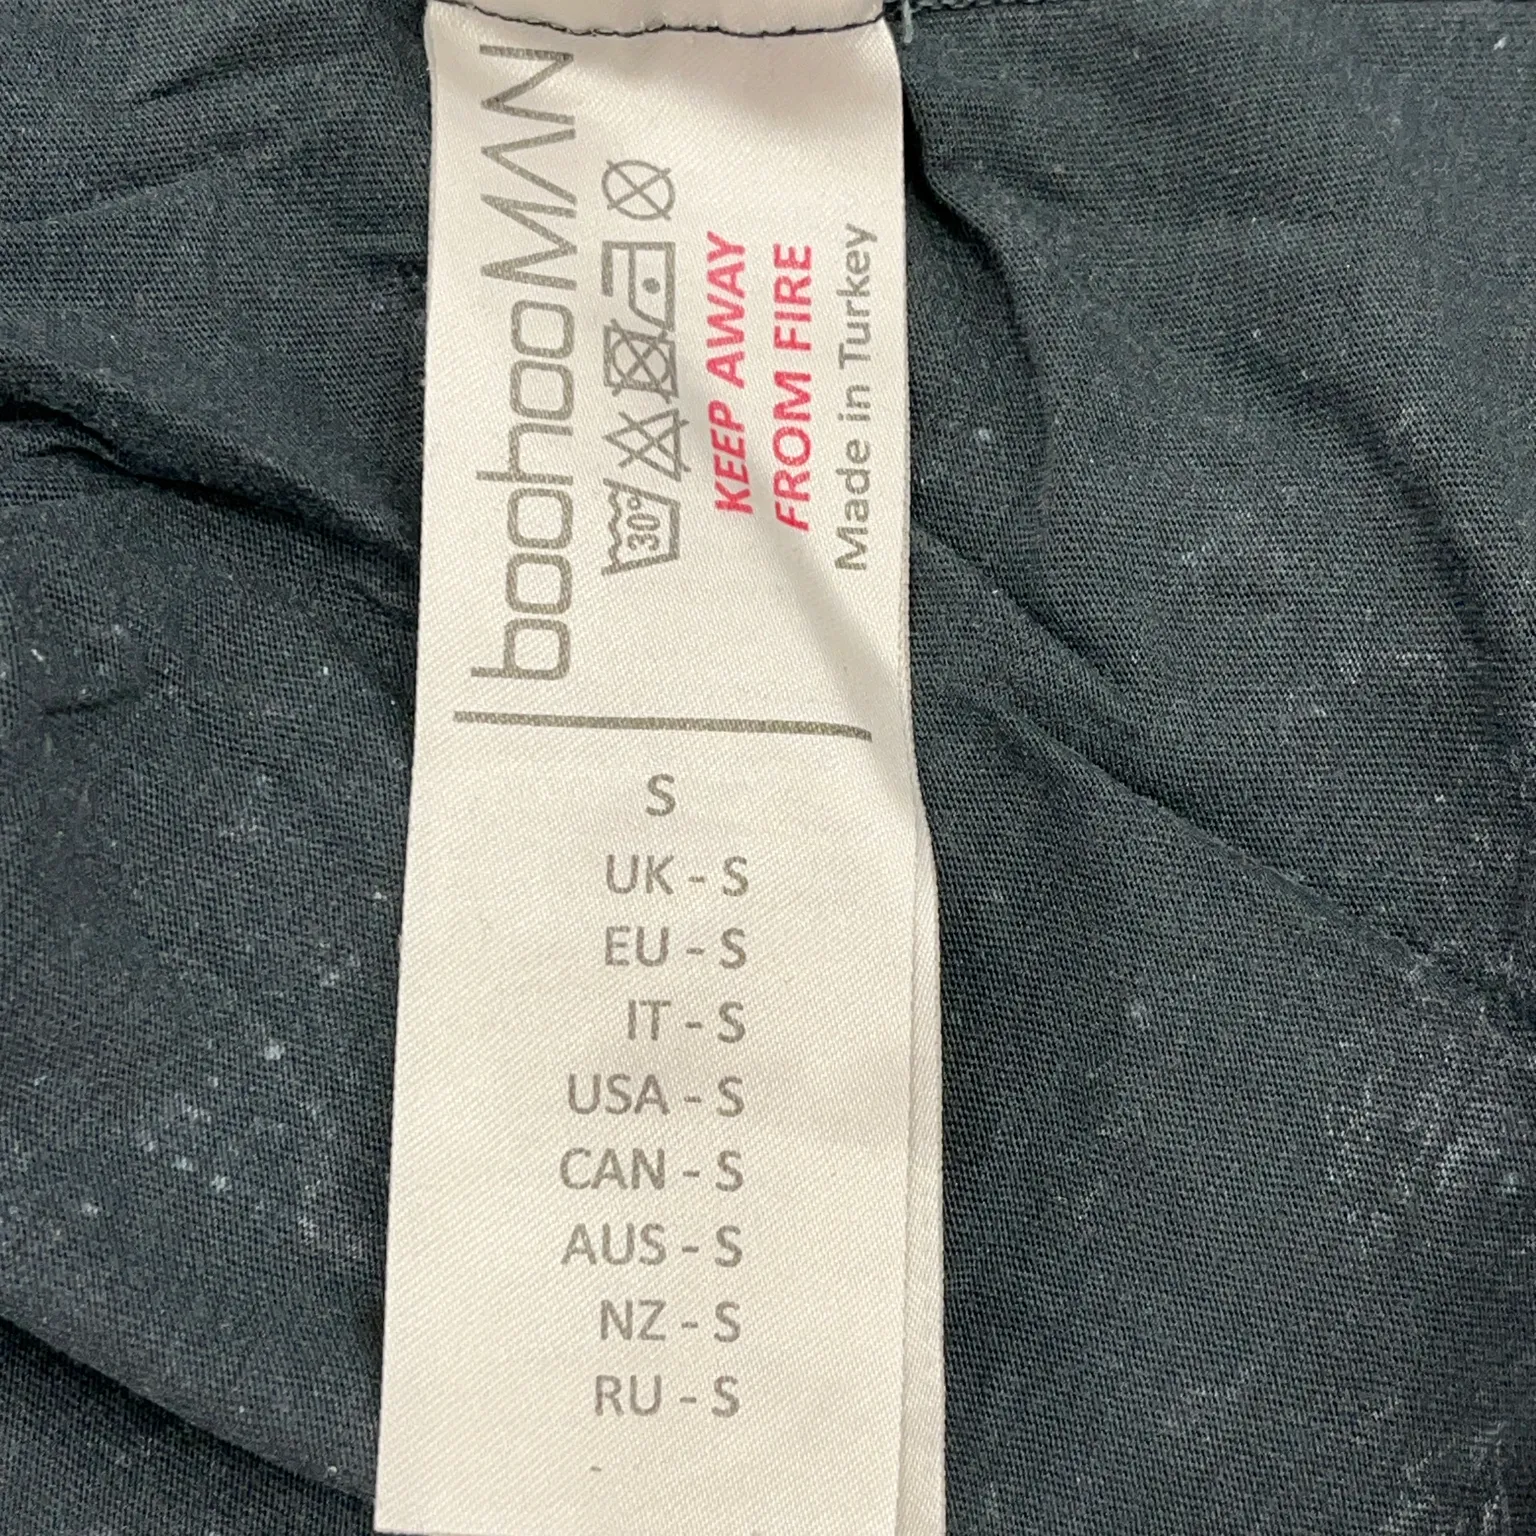 boohooMAN
30°
KEEP AWAY
FROM FIRE
Made in Turkey
S
UK - S
EU - S
IT - S
USA - S
CAN - S
AUS - S
NZ - S
RU - S